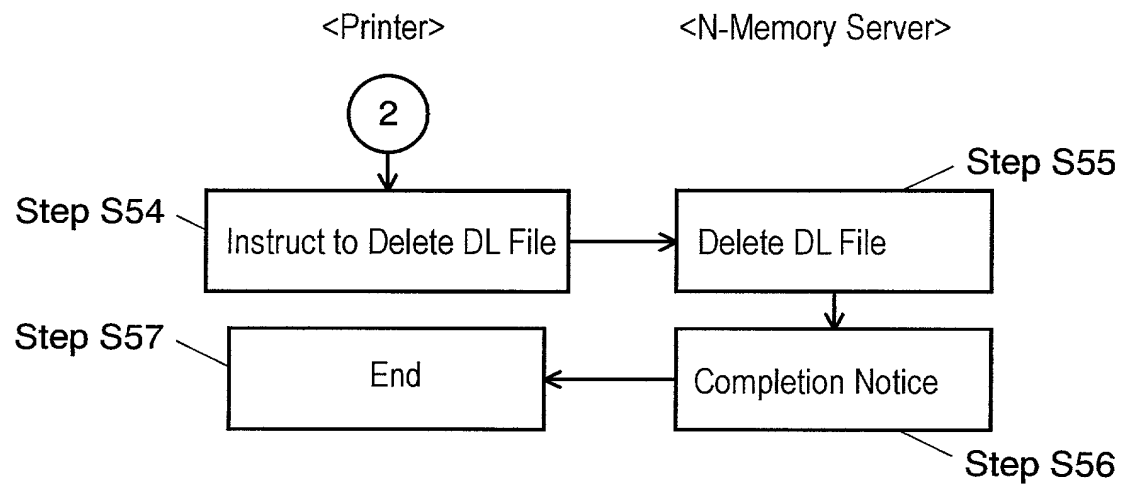 <Printer>
<N-Memory Server>
2
Step S55
Step S54
Instruct to Delete DL File
Delete DL File
Step S57
End
Completion Notice
Step S56